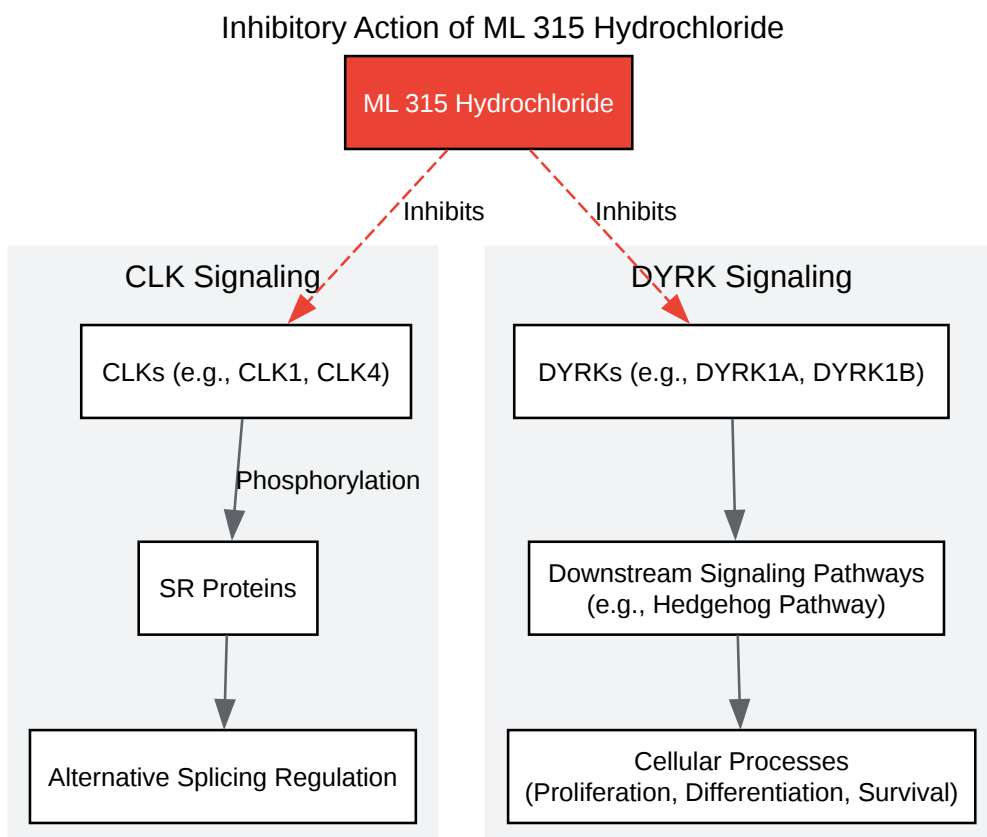 Inhibitory Action of ML 315 Hydrochloride
ML 315 Hydrochloride
Inhibits
Inhibits
CLK Signaling
CLKs (e.g., CLK1, CLK4)
Phosphorylation
SR Proteins
Alternative Splicing Regulation
DYRK Signaling
DYRKs (e.g., DYRK1A, DYRK1B)
Downstream Signaling Pathways
(e.g., Hedgehog Pathway)
Cellular Processes
(Proliferation, Differentiation, Survival)